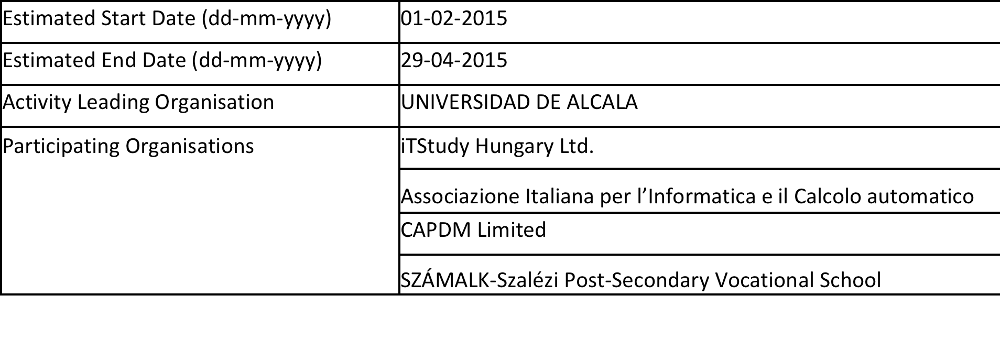 Estimated Start Date (dd-mm-yyyy) 01-02-2015
Estimated End Date (dd-mm-yyyy) 29-04-2015
Activity Leading Organisation UNIVERSIDAD DE ALCALA
Participating Organisations iTStudy Hungary Ltd.
Associazione Italiana per l’Informatica e il Calcolo automatico
CAPDM Limited
SZÁMALK-Szalézi Post-Secondary Vocational School